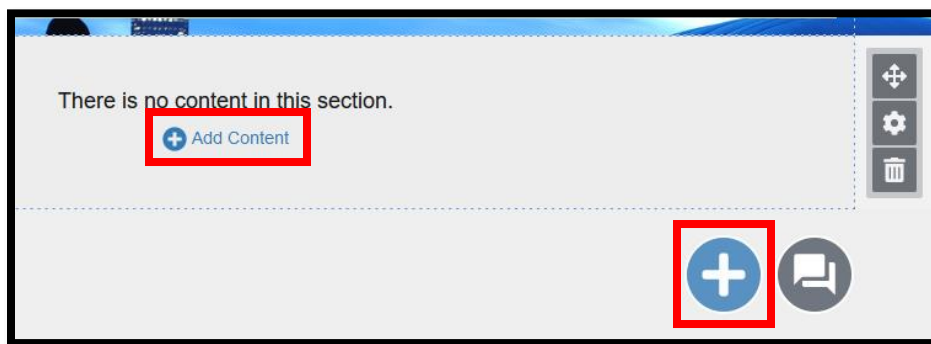 There is no content in this section.
Add Content